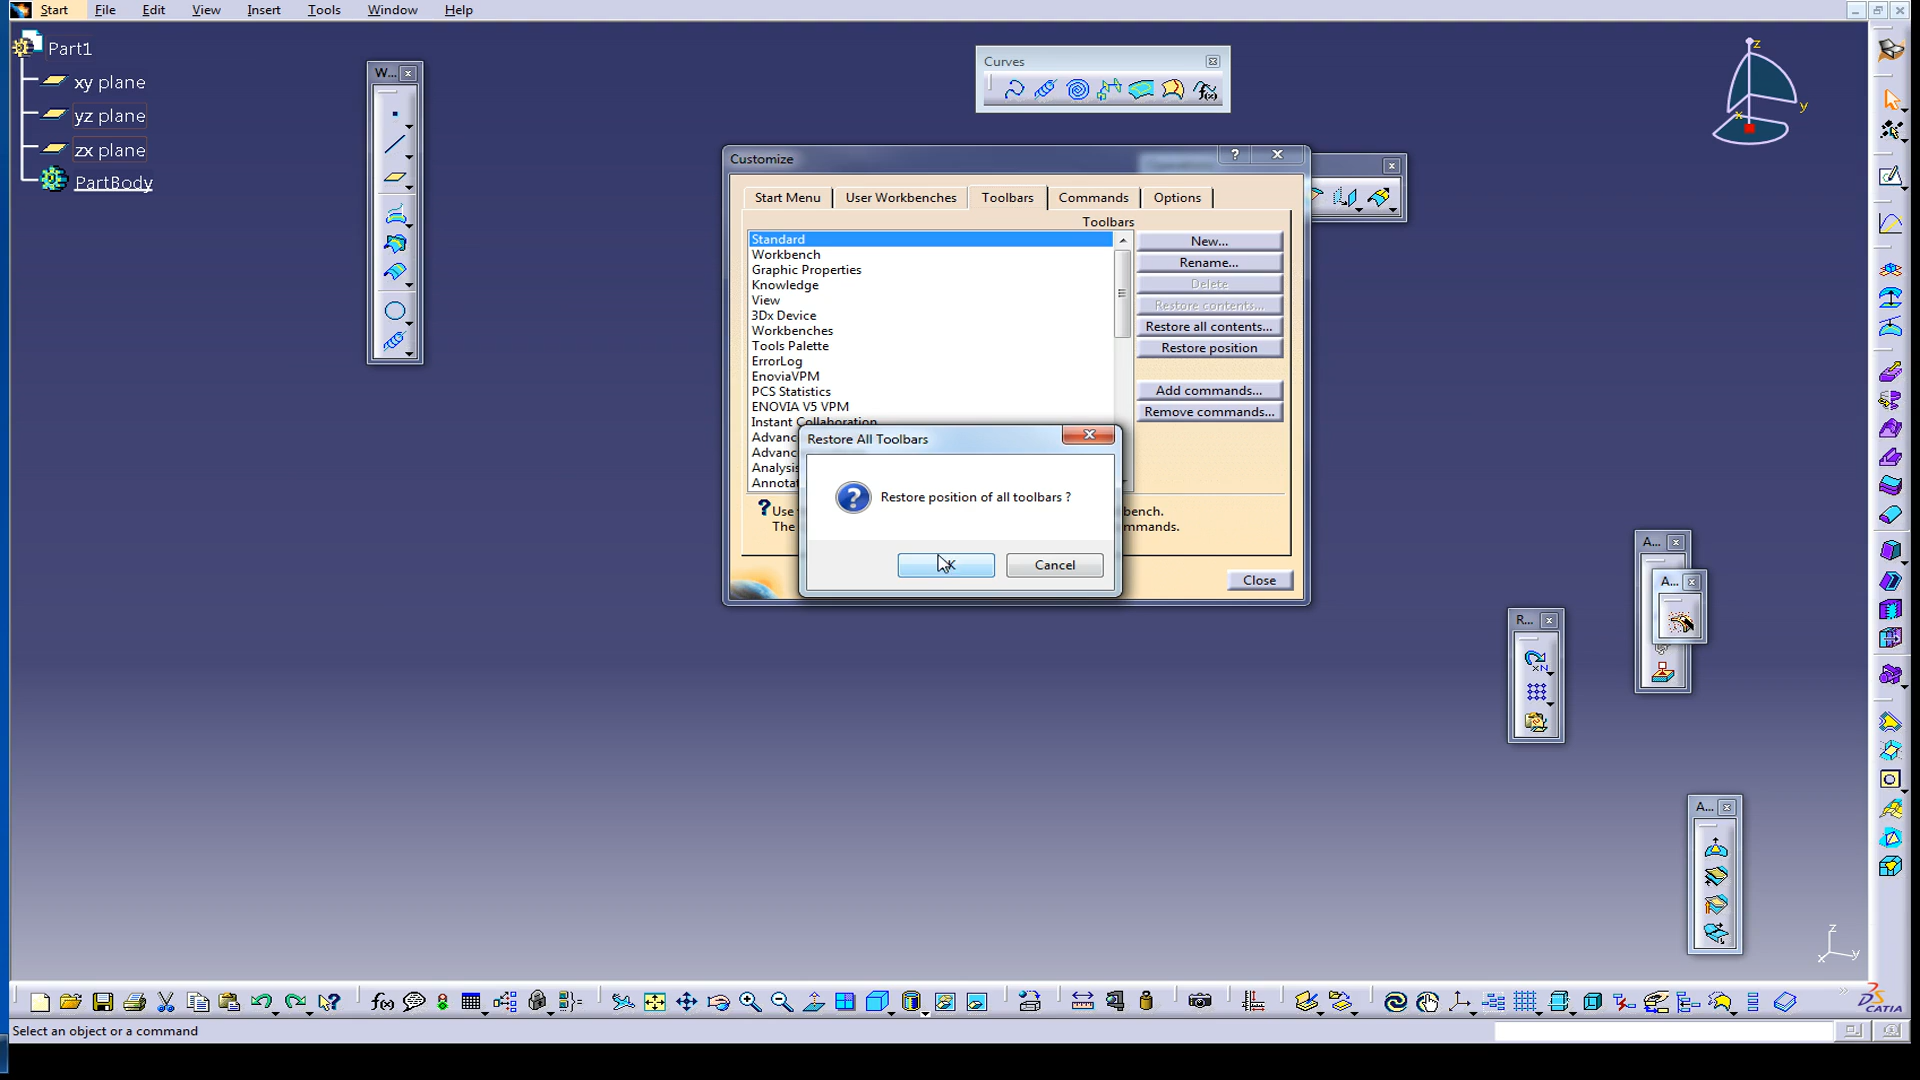 Start File Edit View Insert Tools Window Help
Part1
xy plane
yz plane
zx plane
PartBody
W...
Curves
f(x)
z
y
x
Customize
Start Menu User Workbenches Toolbars Commands Options
Toolbars
Standard
Workbench
Graphic Properties
Knowledge
View
3Dx Device
Workbenches
Tools Palette
ErrorLog
EnoviaVPM
PCS Statistics
ENOVIA V5 VPM
Instant Collaboration
Advanc
Advanc
Analysis
Annotat
New...
Rename...
Delete
Restore contents...
Restore all contents...
Restore position
Add commands...
Remove commands...
Use
bench.
The
mmands.
Close
Restore All Toolbars
Restore position of all toolbars ?
Cancel
A...
A...
R...
xN
A...
z
x y
f(x)
CATIA
Select an object or a command